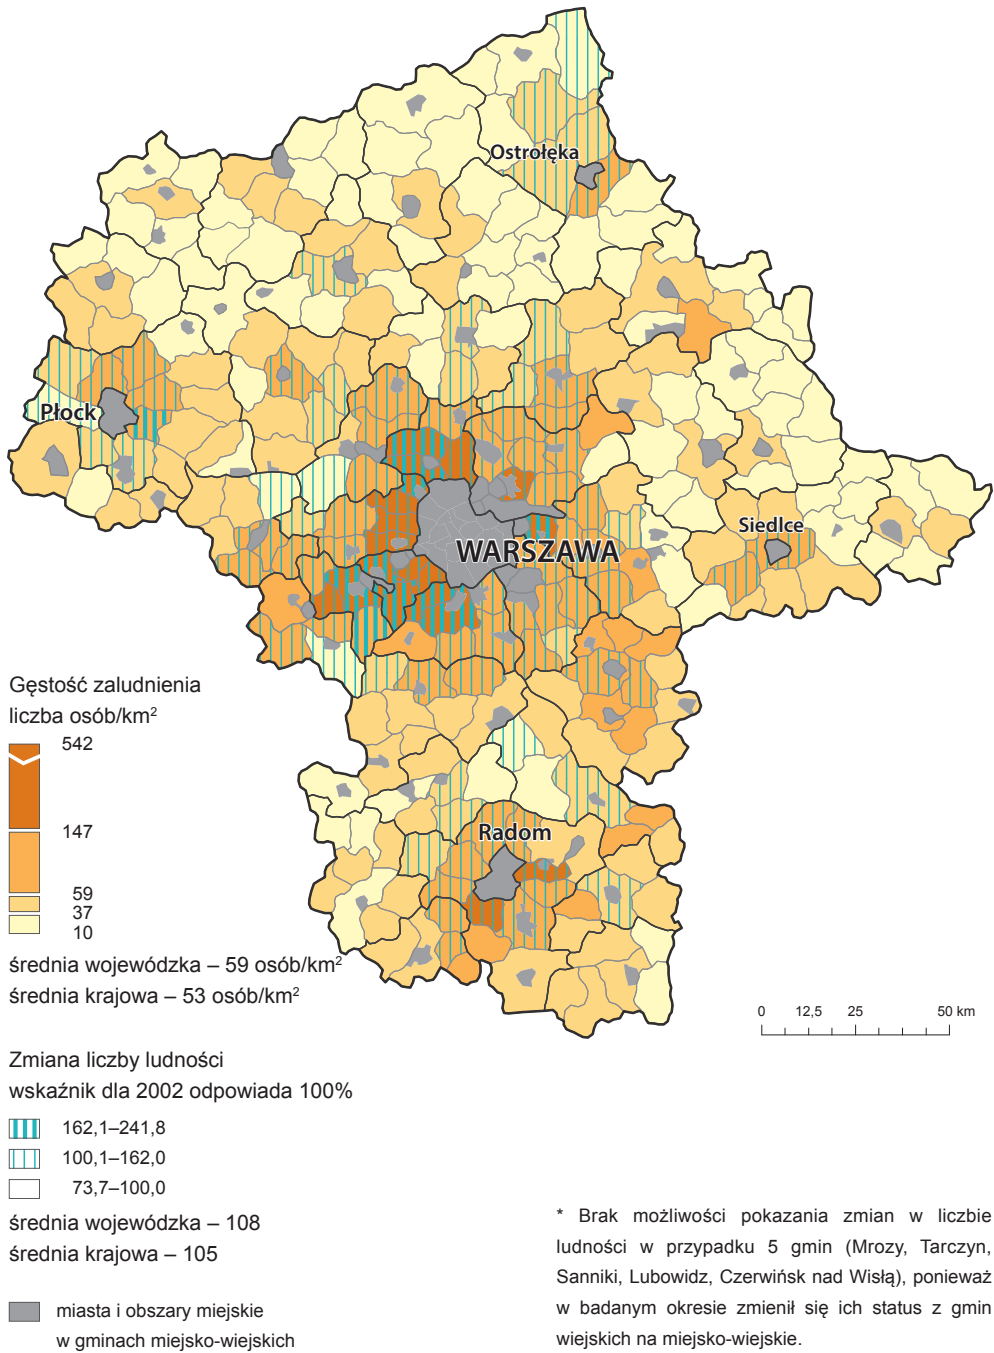 Ostrołęka
Płock
Siedlce
WARSZAWA
Radom
Gęstość zaludnienia
liczba osób/km²
542
147
59
37
10
średnia wojewódzka – 59 osób/km²
średnia krajowa – 53 osób/km²
0 12,5 25 50 km
Zmiana liczby ludności
wskaźnik dla 2002 odpowiada 100%
162,1–241,8
100,1–162,0
73,7–100,0
średnia wojewódzka – 108
średnia krajowa – 105
miasta i obszary miejskie
w gminach miejsko-wiejskich
* Brak możliwości pokazania zmian w liczbie
ludności w przypadku 5 gmin (Mrozy, Tarczyn,
Sanniki, Lubowidz, Czerwińsk nad Wisłą), ponieważ
w badanym okresie zmienił się ich status z gmin
wiejskich na miejsko-wiejskie.